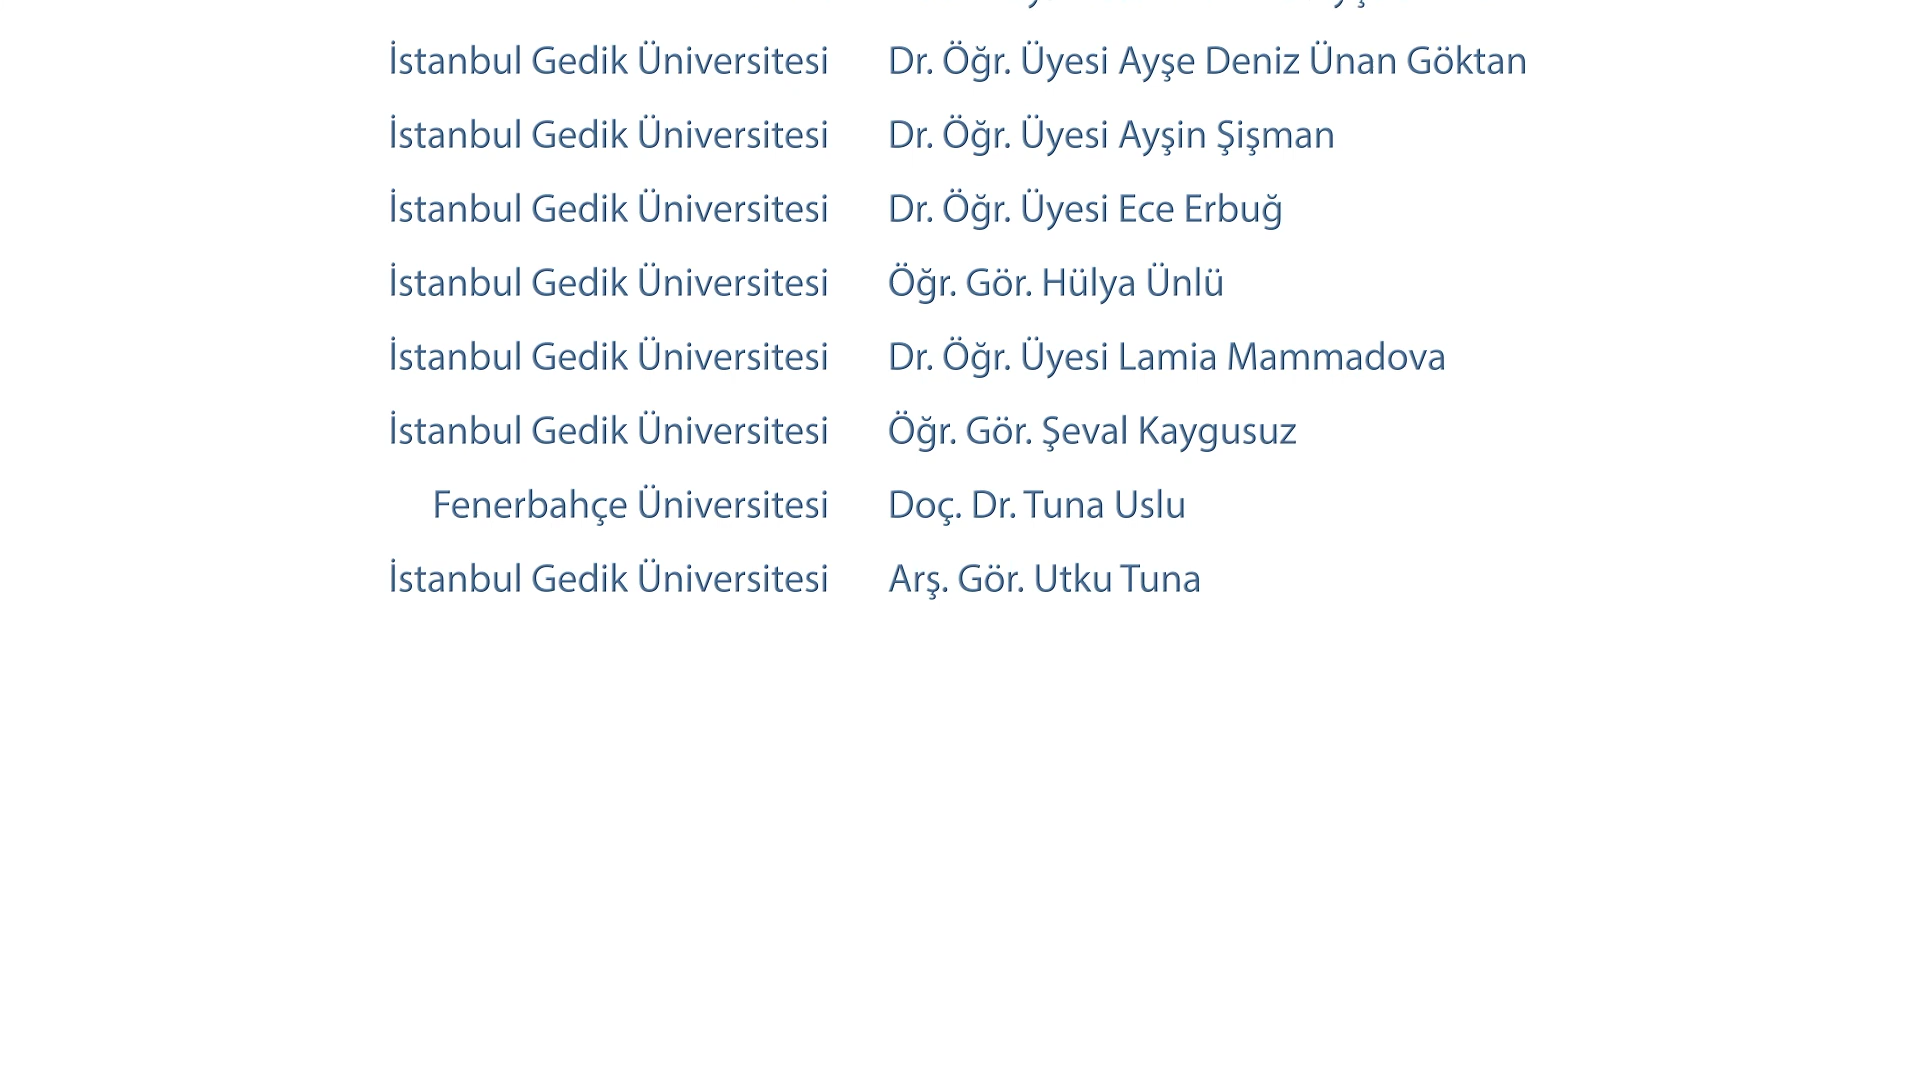 İstanbul Gedik Üniversitesi Dr. Öğr. Üyesi Ayşe Deniz Ünan Göktan
İstanbul Gedik Üniversitesi Dr. Öğr. Üyesi Ayşin Şişman
İstanbul Gedik Üniversitesi Dr. Öğr. Üyesi Ece Erbuğ
İstanbul Gedik Üniversitesi Öğr. Gör. Hülya Ünlü
İstanbul Gedik Üniversitesi Dr. Öğr. Üyesi Lamia Mammadova
İstanbul Gedik Üniversitesi Öğr. Gör. Şeval Kaygusuz
Fenerbahçe Üniversitesi Doç. Dr. Tuna Uslu
İstanbul Gedik Üniversitesi Arş. Gör. Utku Tuna